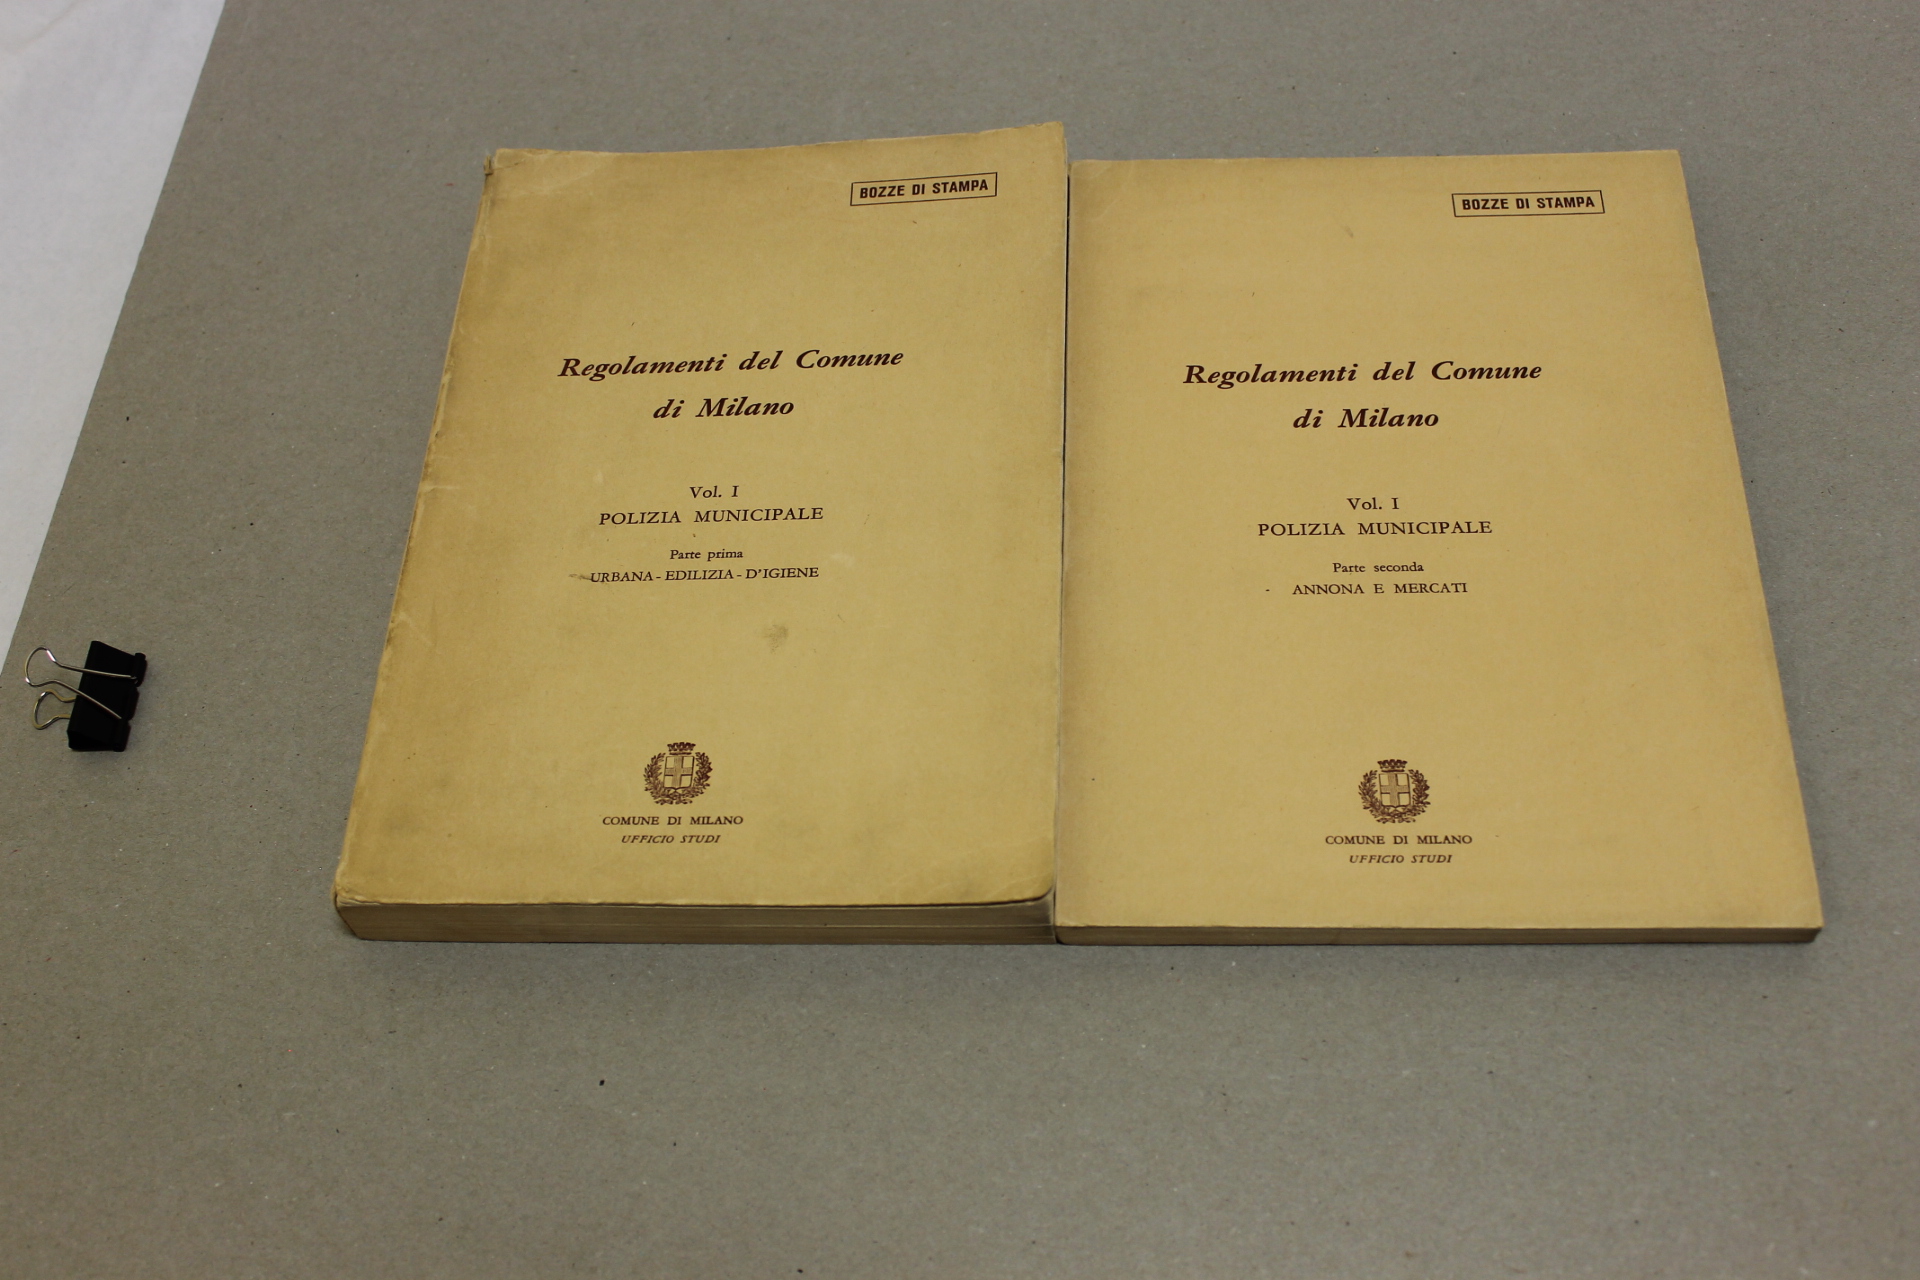 BOZZE DI STAMPA
Regolamenti del Comune
di Milano
Vol. I
POLIZIA MUNICIPALE
Parte prima
URBANA - EDILIZIA - D'IGIENE
COMUNE DI MILANO
UFFICIO STUDI
BOZZE DI STAMPA
Regolamenti del Comune
di Milano
Vol. I
POLIZIA MUNICIPALE
Parte seconda
ANNONA E MERCATI
COMUNE DI MILANO
UFFICIO STUDI